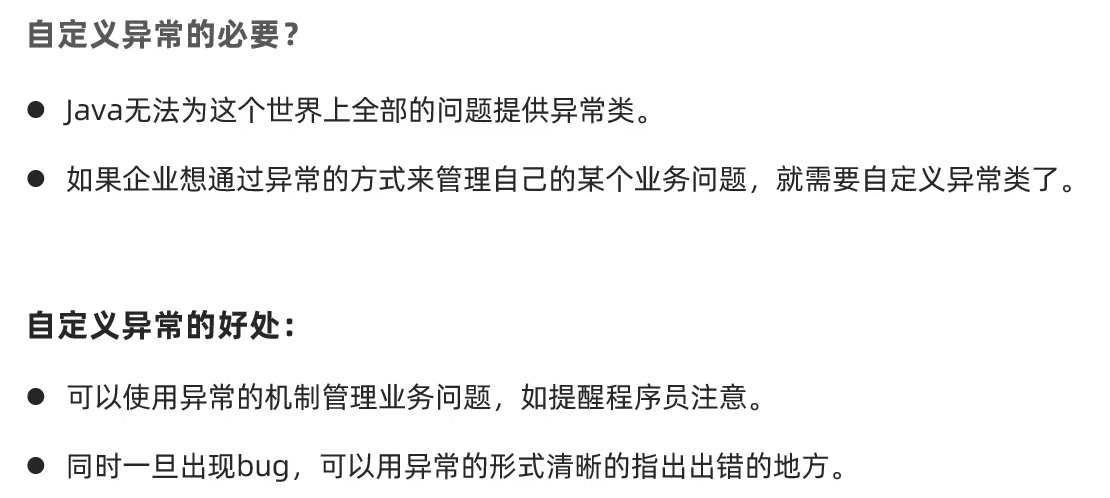 自定义异常的必要？
● Java无法为这个世界上全部的问题提供异常类。
● 如果企业想通过异常的方式来管理自己的某个业务问题，就需要自定义异常类了。
自定义异常的好处：
● 可以使用异常的机制管理业务问题，如提醒程序员注意。
● 同时一旦出现bug，可以用异常的形式清晰的指出出错的地方。